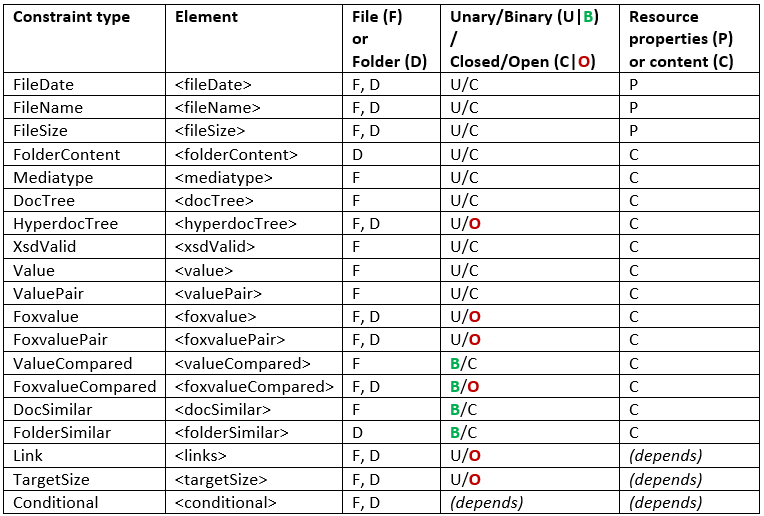 Constraint type Element File (F) Unary/Binary (U|B) Resource
or / properties (P)
Folder (D) Closed/Open (C|O) or content (C)
FileDate <fileDate> F, D U/C P
FileName <fileName> F, D U/C P
FileSize <fileSize> F, D U/C P
FolderContent <folderContent> D U/C C
Mediatype <mediatype> F U/C C
DocTree <docTree> F U/C C
HyperdocTree <hyperdocTree> F, D U/O C
XsdValid <xsdValid> F U/C C
Value <value> F U/C C
ValuePair <valuePair> F U/C C
Foxvalue <foxvalue> F, D U/O C
FoxvaluePair <foxvaluePair> F, D U/O C
ValueCompared <valueCompared> F B/C C
FoxvalueCompared <foxvalueCompared> F, D B/O C
DocSimilar <docSimilar> F B/C C
FolderSimilar <folderSimilar> D B/C C
Link <links> F, D U/O (depends)
TargetSize <targetSize> F, D U/O (depends)
Conditional <conditional> F, D (depends) (depends)